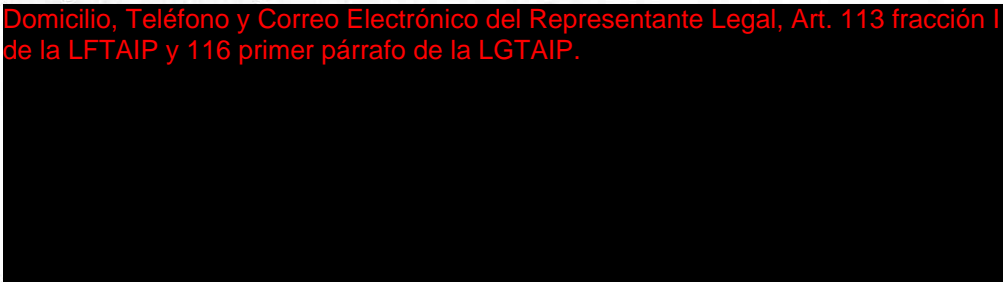 Domicilio, Teléfono y Correo Electrónico del Representante Legal, Art. 113 fracción I
de la LFTAIP y 116 primer párrafo de la LGTAIP.